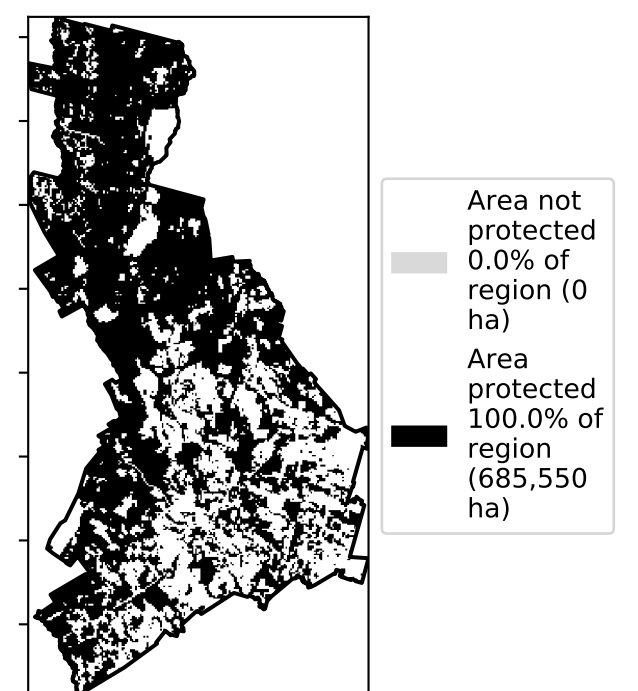 Area not
protected
0.0% of
region (0
ha)
Area
protected
100.0% of
region
(685,550
ha)